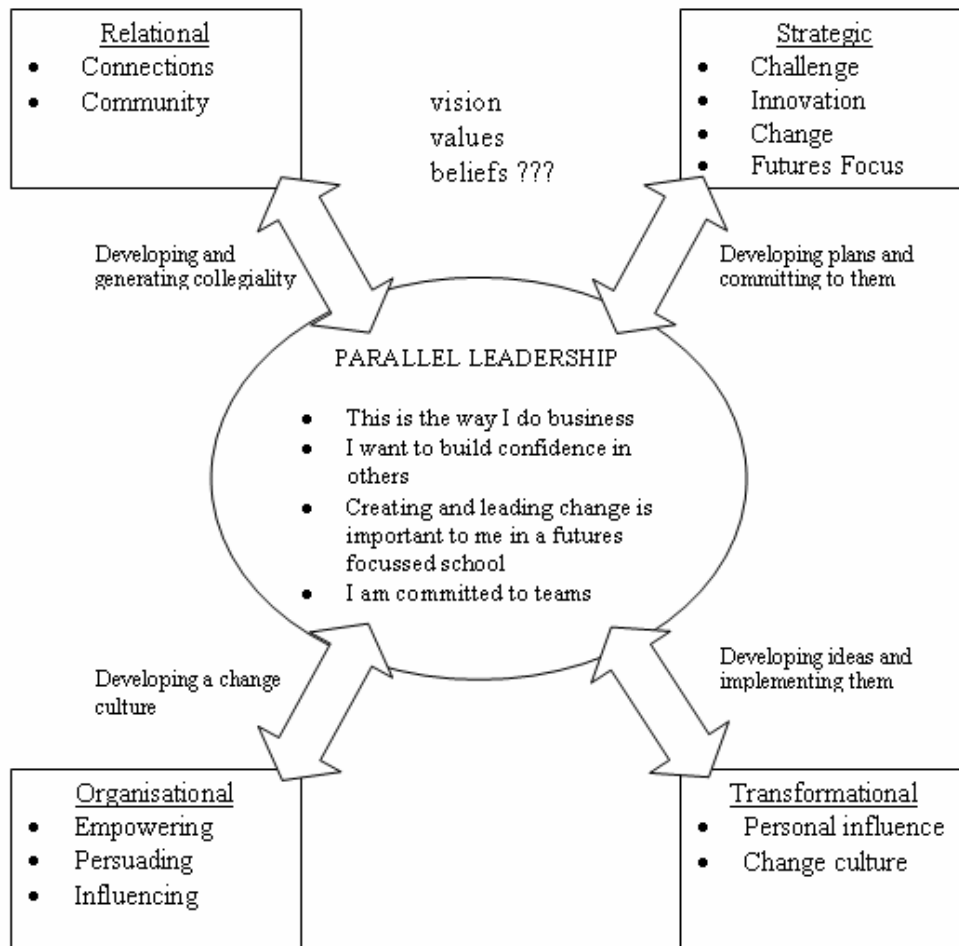 Relational
• Connections
• Community
vision
values
beliefs ???
Strategic
• Challenge
• Innovation
• Change
• Futures Focus
Developing and
generating collegiality
Developing plans and
committing to them
PARALLEL LEADERSHIP
• This is the way I do business
• I want to build confidence in
others
• Creating and leading change is
important to me in a futures
focussed school
• I am committed to teams
Developing a change
culture
Developing ideas and
implementing them
Organisational
• Empowering
• Persuading
• Influencing
Transformational
• Personal influence
• Change culture